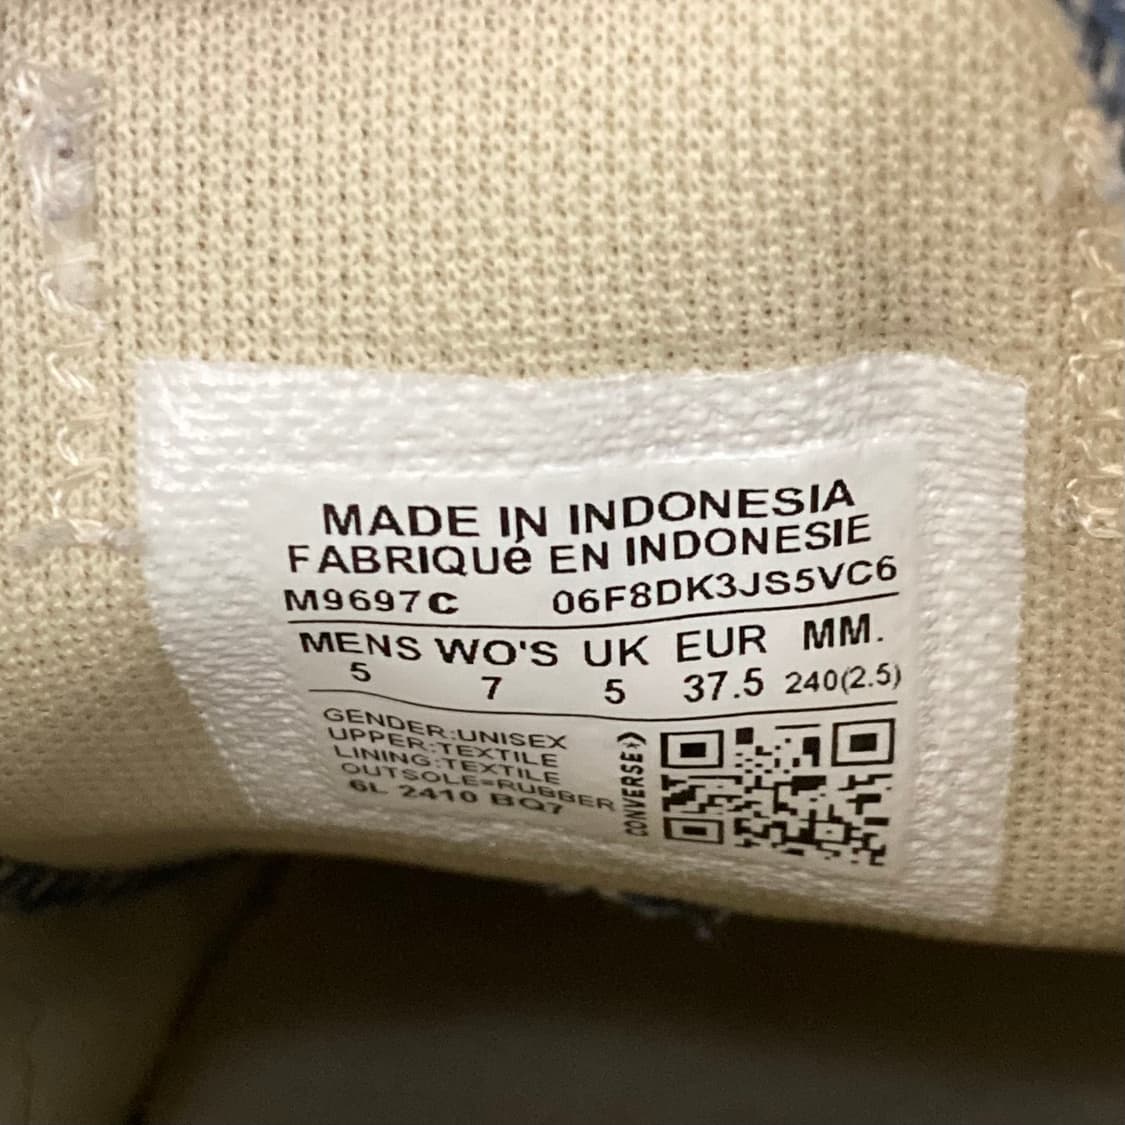 MADE IN INDONESIA
FABRIQUé EN INDONESIE
M9697C 06F8DK3JS5VC6
MENS WO'S UK EUR MM.
5 7 5 37.5 240(2.5)
GENDER:UNISEX
UPPER:TEXTILE
LINING:TEXTILE
OUTSOLE=RUBBER
6L 2410 BQ7
CONVERSE